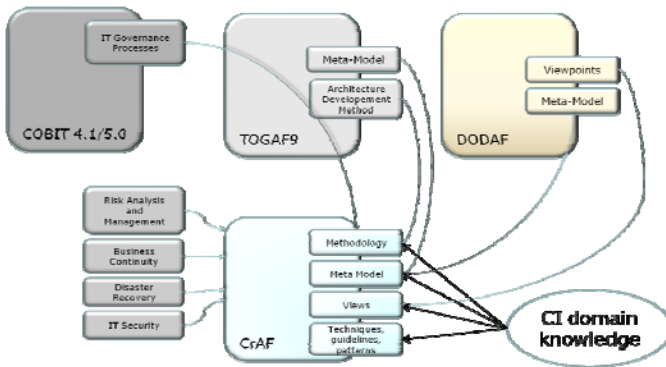 IT Governance
Processes
COBIT 4.1/5.0
Meta-Model
Architecture
Developement
Method
TOGAF9
Viewpoints
Meta-Model
DODAF
Risk Analysis
and
Management
Business
Continuity
Disaster
Recovery
IT Security
Methodology
Meta Model
Views
Techniques,
guidelines,
patterns
CrAF
CI domain
knowledge